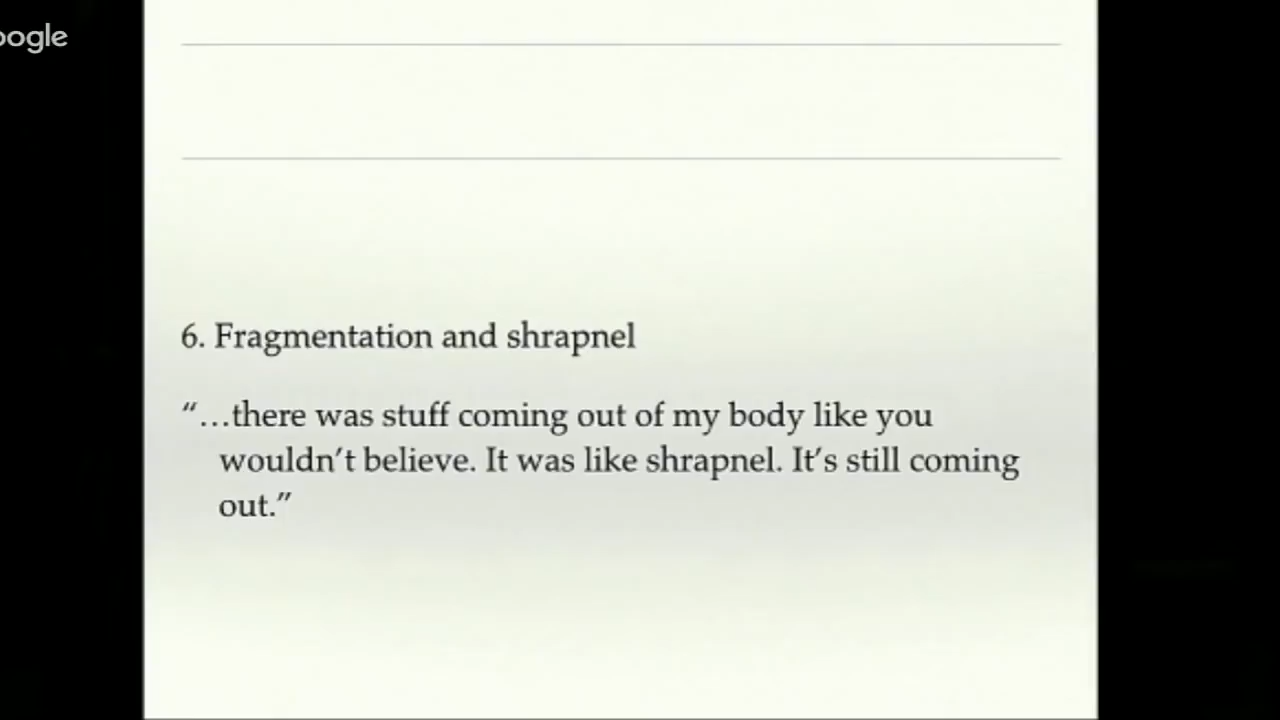 oogle
6. Fragmentation and shrapnel
“…there was stuff coming out of my body like you
wouldn’t believe. It was like shrapnel. It’s still coming
out.”